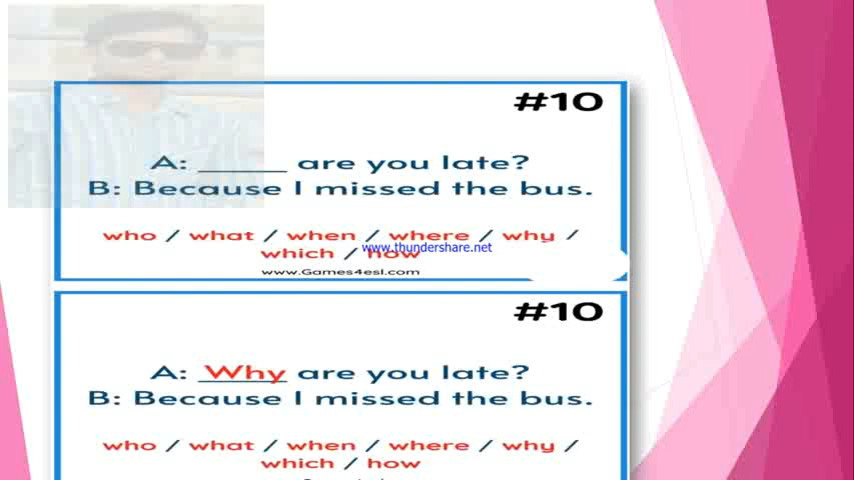 #10
A: _____ are you late?
B: Because I missed the bus.
who / what / when / where / why /
which / how
www.thundershare.net
www.Games4esl.com
#10
A: Why are you late?
B: Because I missed the bus.
who / what / when / where / why /
which / how